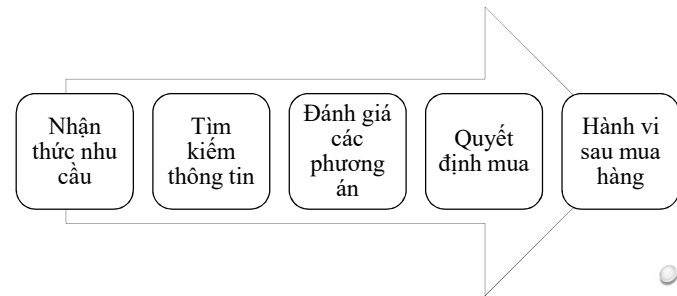 Nhận
thức nhu
cầu
Tìm
kiếm
thông tin
Đánh giá
các
phương
án
Quyết
định mua
Hành vi
sau mua
hàng